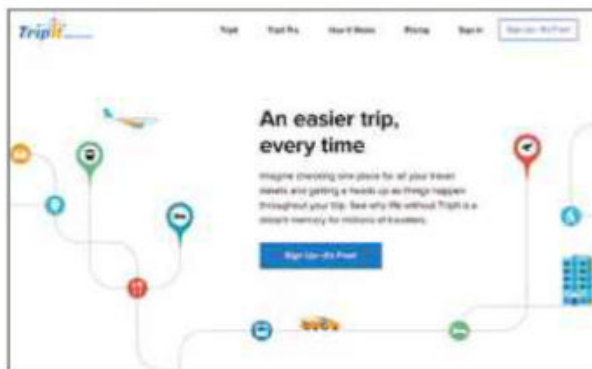 TripIt
TripIt TripIt Pro How It Works Pricing Sign In Sign Up—It's Free!
An easier trip,
every time
Imagine checking one place for all your travel
details and getting a heads up as things happen
throughout your trip. See why life without TripIt is a
distant memory for millions of travelers.
Sign Up—It's Free!